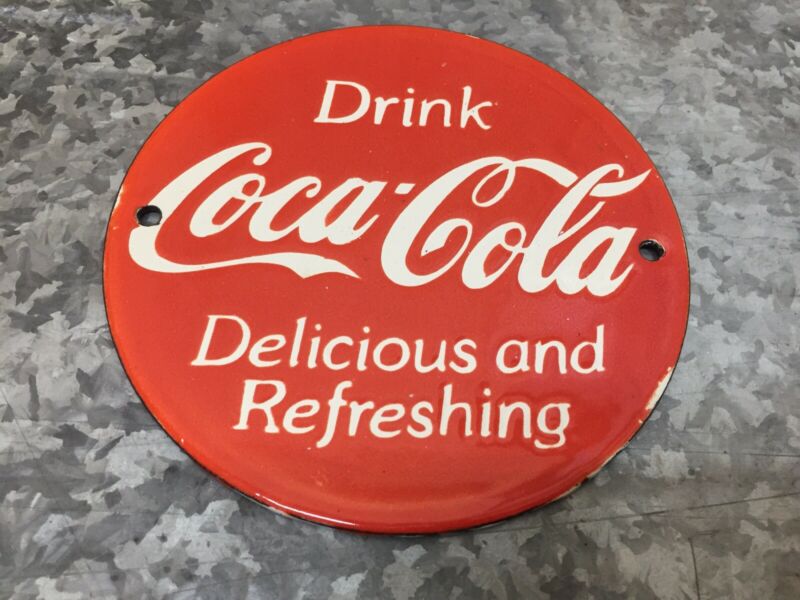 Drink
Coca-Cola
Delicious and
Refreshing